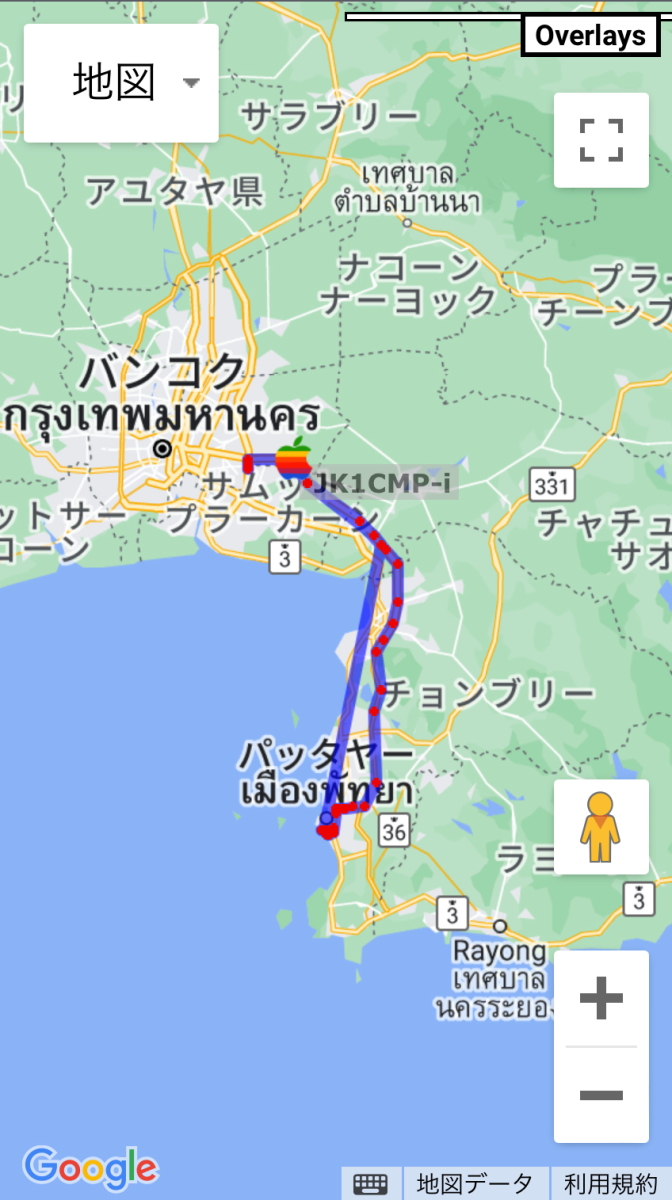 Overlays
地図
リ
サラブリー
เทศบาล
ตำบลบ้านนา
アユタヤ県
ナコーン
ナーヨック
プラー
チーンブ
バンコク
กรุงเทพมหานคร
サムッ
JK1CMP-i
331
ットサー
コーン
プラーカーン
チャチュ
サオ
3
チョンブリー
パッタヤー
เมืองพัทยา
36
ラヨ
3
3
Rayong
เทศบาล
นครระยอง
+
−
Google
地図データ
利用規約